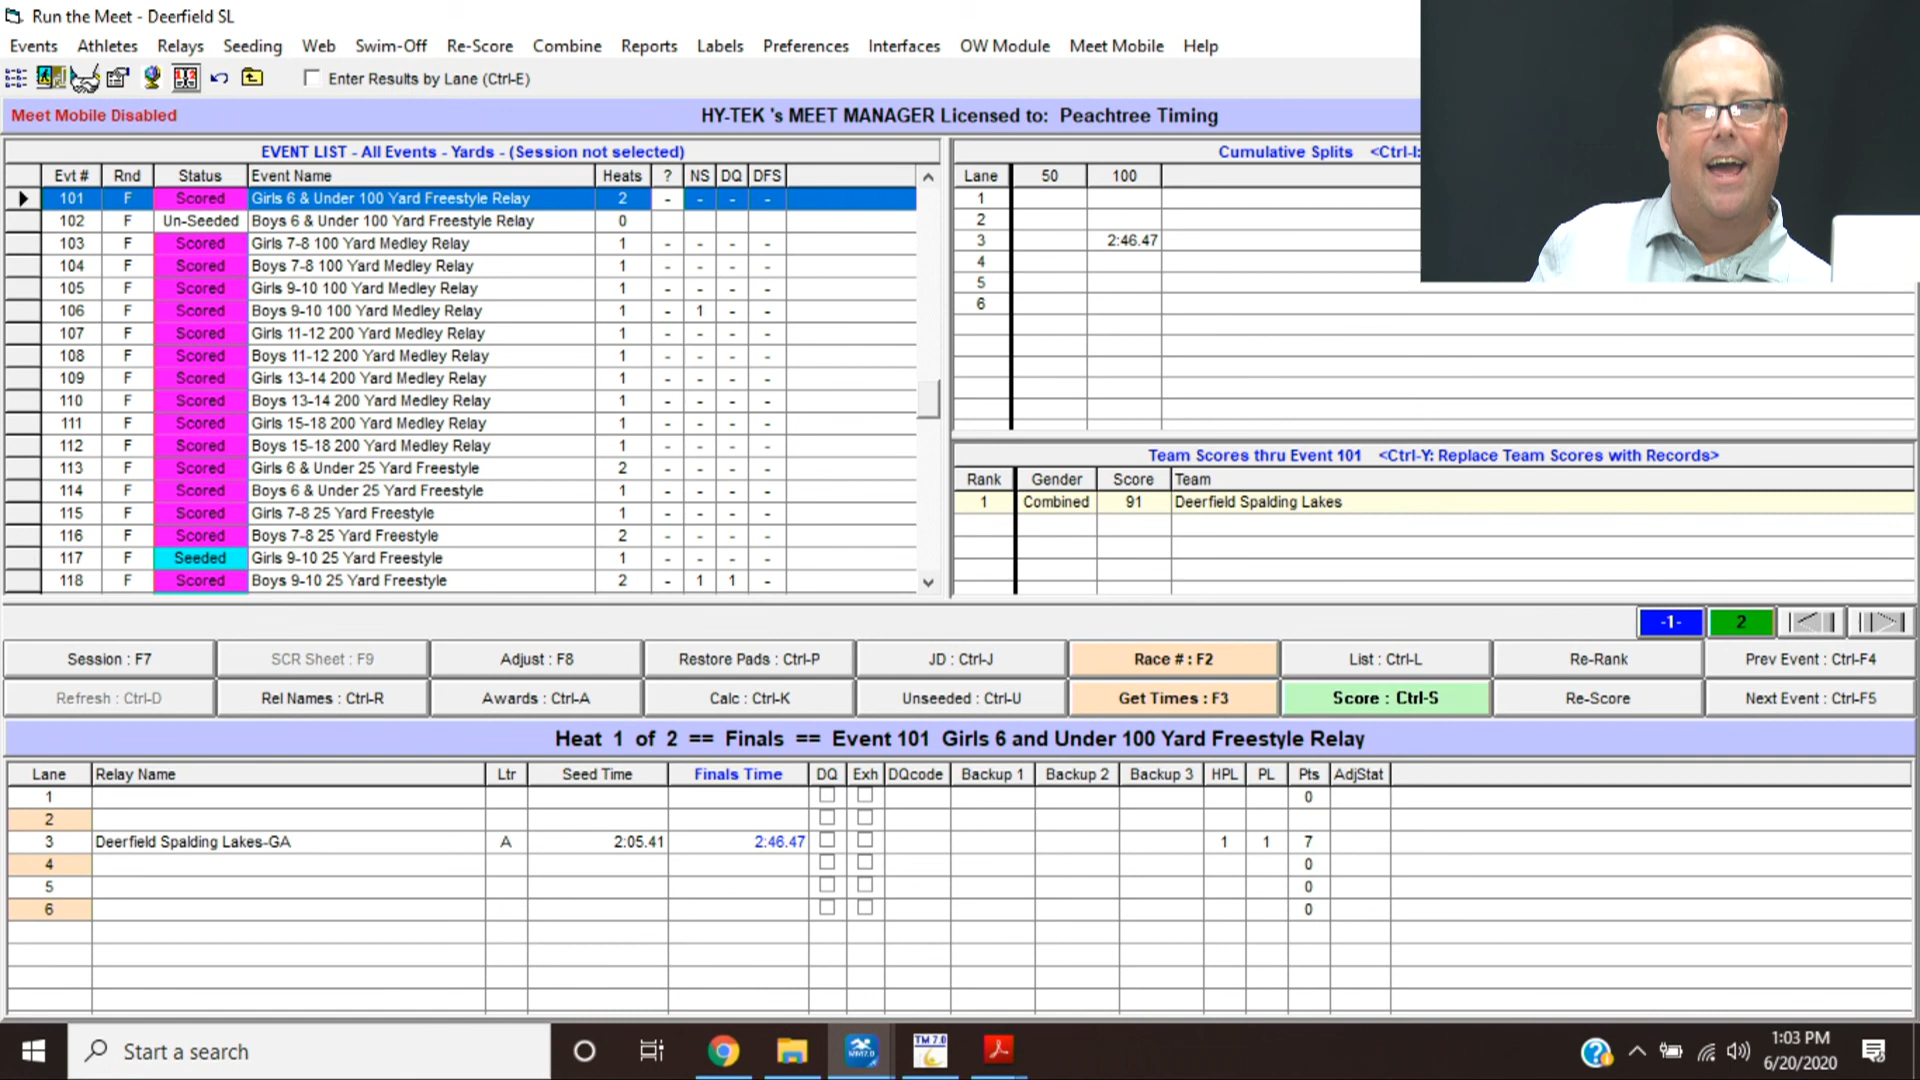 Run the Meet - Deerfield SL
Events Athletes Relays Seeding Web Swim-Off Re-Score Combine Reports Labels Preferences Interfaces OW Module Meet Mobile Help
Enter Results by Lane (Ctrl-E)
Meet Mobile Disabled HY-TEK 's MEET MANAGER Licensed to: Peachtree Timing
EVENT LIST - All Events - Yards - (Session not selected)
Evt # Rnd Status Event Name Heats ? NS DQ DFS
101 F Scored Girls 6 & Under 100 Yard Freestyle Relay 2 - - - -
102 F Un-Seeded Boys 6 & Under 100 Yard Freestyle Relay 0
103 F Scored Girls 7-8 100 Yard Medley Relay 1 - - - -
104 F Scored Boys 7-8 100 Yard Medley Relay 1 - - - -
105 F Scored Girls 9-10 100 Yard Medley Relay 1 - - - -
106 F Scored Boys 9-10 100 Yard Medley Relay 1 - 1 - -
107 F Scored Girls 11-12 200 Yard Medley Relay 1 - - - -
108 F Scored Boys 11-12 200 Yard Medley Relay 1 - - - -
109 F Scored Girls 13-14 200 Yard Medley Relay 1 - - - -
110 F Scored Boys 13-14 200 Yard Medley Relay 1 - - - -
111 F Scored Girls 15-18 200 Yard Medley Relay 1 - - - -
112 F Scored Boys 15-18 200 Yard Medley Relay 1 - - - -
113 F Scored Girls 6 & Under 25 Yard Freestyle 2 - - - -
114 F Scored Boys 6 & Under 25 Yard Freestyle 1 - - - -
115 F Scored Girls 7-8 25 Yard Freestyle 1 - - - -
116 F Scored Boys 7-8 25 Yard Freestyle 2 - - - -
117 F Seeded Girls 9-10 25 Yard Freestyle 1 - - - -
118 F Scored Boys 9-10 25 Yard Freestyle 2 - 1 1 -
Cumulative Splits <Ctrl-I:
Lane 50 100
1
2
3 2:46.47
4
5
6
Team Scores thru Event 101 <Ctrl-Y: Replace Team Scores with Records>
Rank Gender Score Team
1 Combined 91 Deerfield Spalding Lakes
-1- 2
Session : F7 SCR Sheet : F9 Adjust : F8 Restore Pads : Ctrl-P JD : Ctrl-J Race # : F2 List : Ctrl-L Re-Rank Prev Event : Ctrl-F4
Refresh : Ctrl-D Rel Names : Ctrl-R Awards : Ctrl-A Calc : Ctrl-K Unseeded : Ctrl-U Get Times : F3 Score : Ctrl-S Re-Score Next Event : Ctrl-F5
Heat 1 of 2 == Finals == Event 101 Girls 6 and Under 100 Yard Freestyle Relay
Lane Relay Name Ltr Seed Time Finals Time DQ Exh DQcode Backup 1 Backup 2 Backup 3 HPL PL Pts AdjStat
1 0
2
3 Deerfield Spalding Lakes-GA A 2:05.41 2:46.47 1 1 7
4 0
5 0
6 0
Start a search
MM7.0
TM 7.0
1:03 PM
6/20/2020